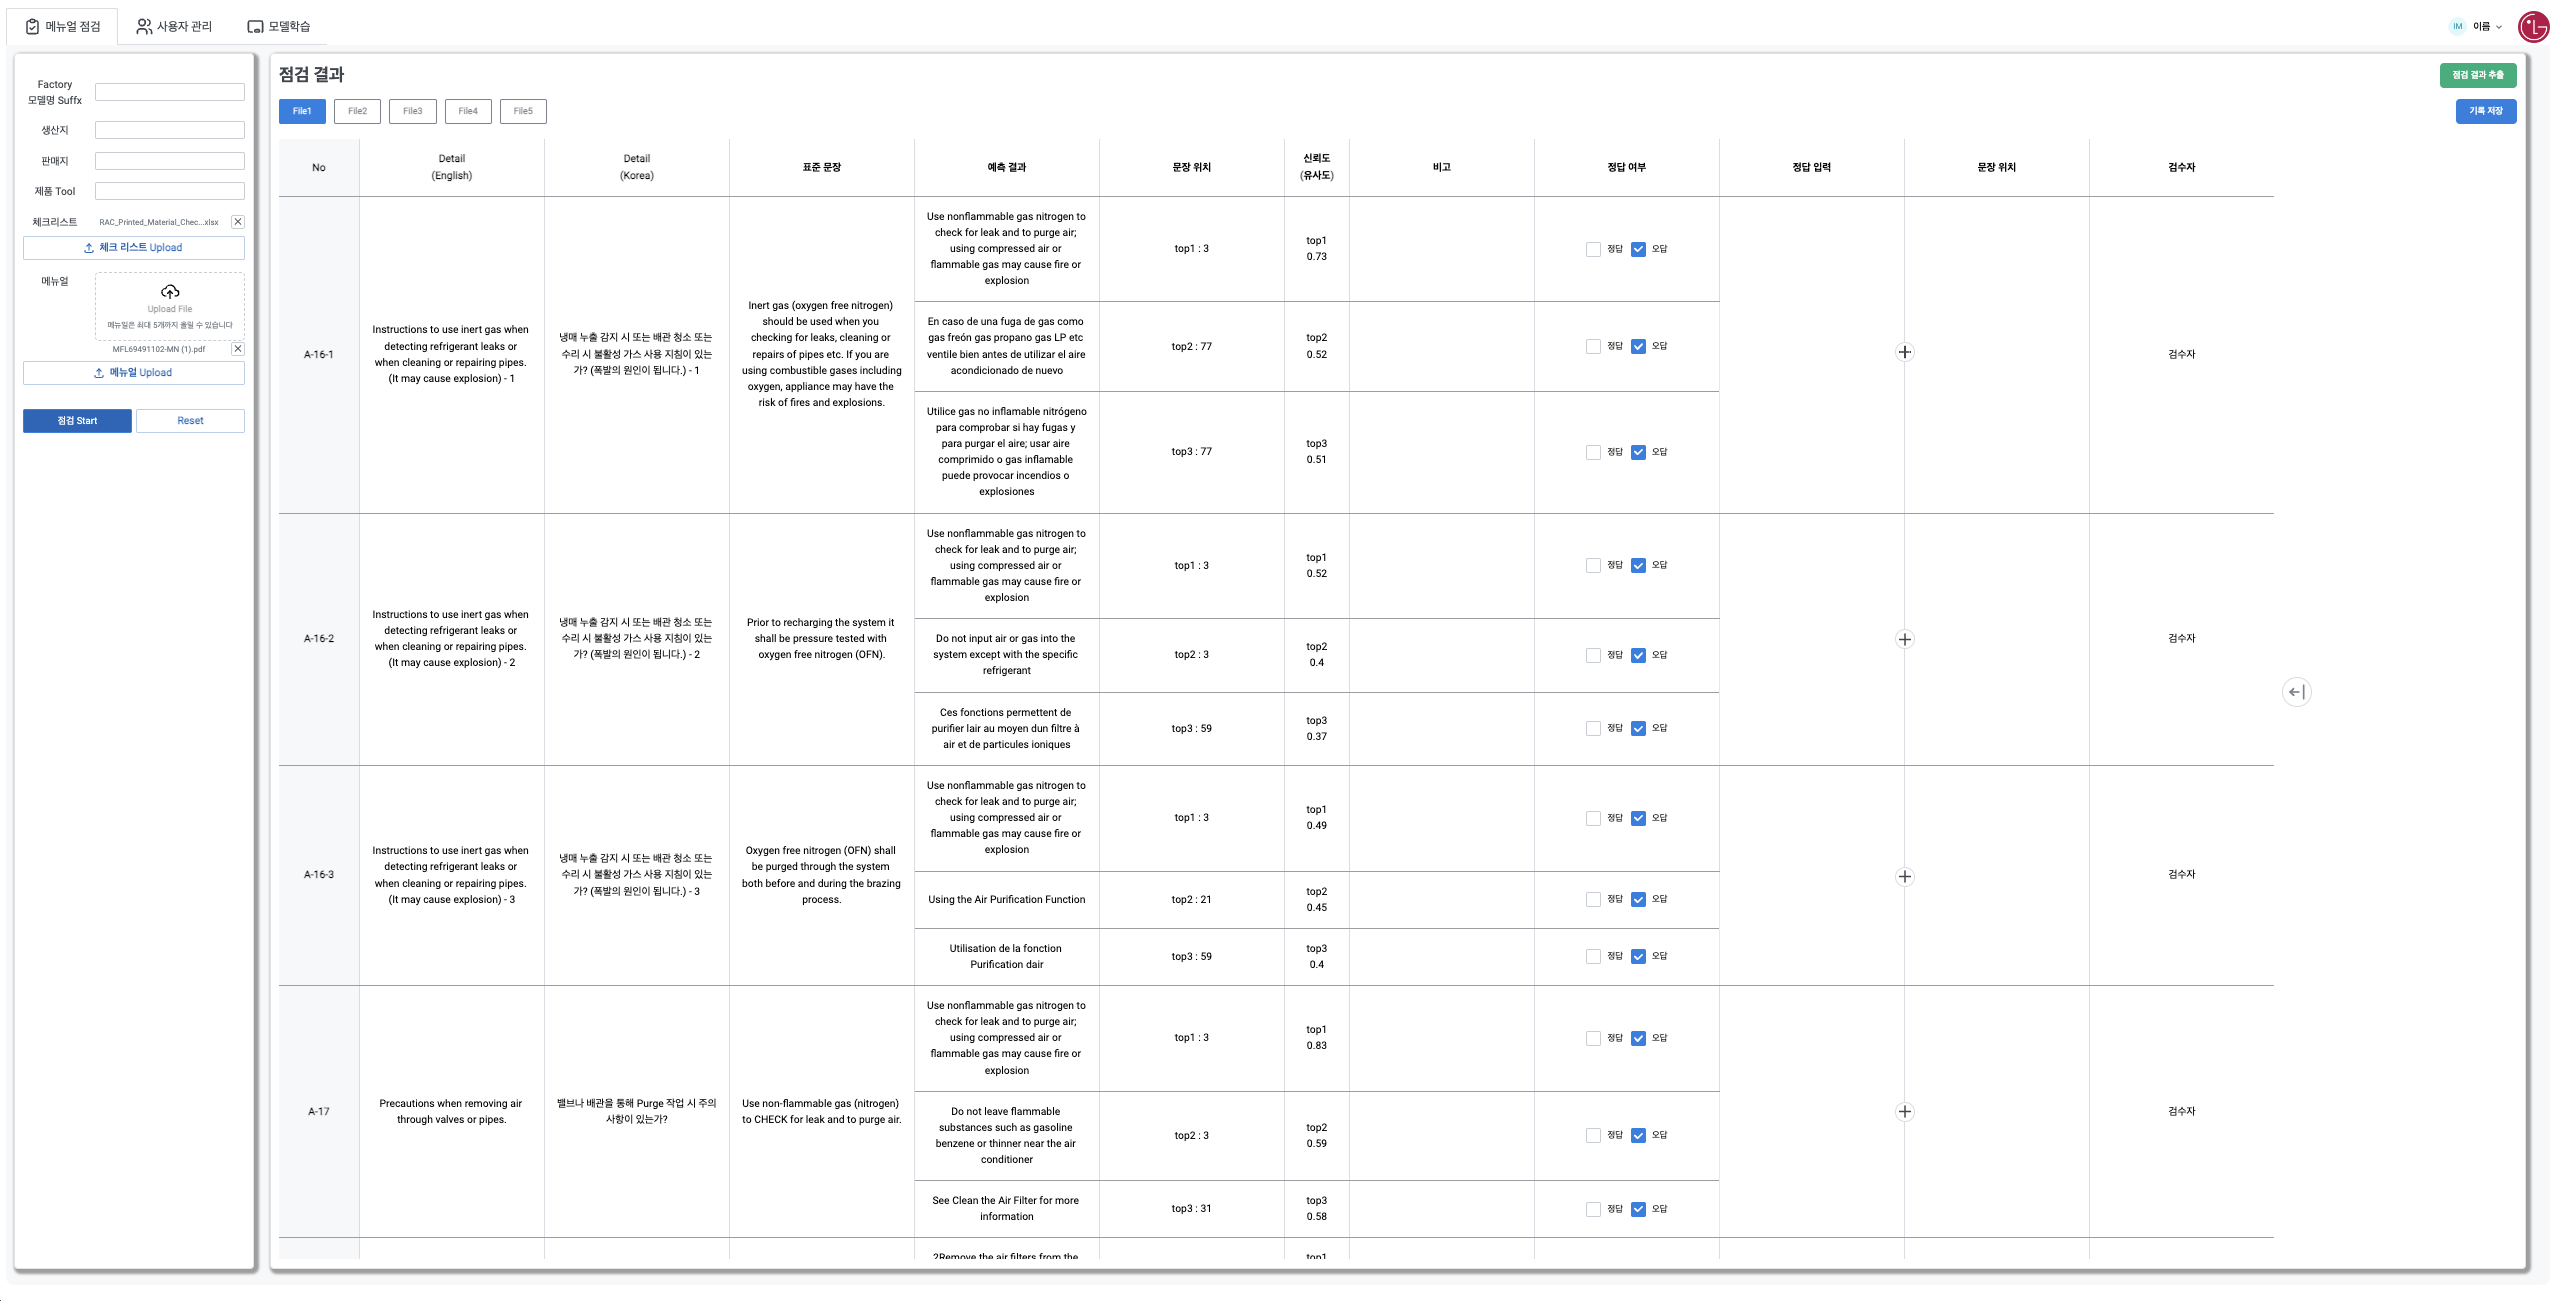 메뉴얼 점검
사용자 관리
모델학습
IM 이름
LG
Factory
모델명 Suffx
생산지
판매지
제품 Tool
체크리스트
RAC_Printed_Material_Chec...xlsx
체크 리스트 Upload
메뉴얼
Upload File
메뉴얼은 최대 5개까지 올릴 수 있습니다
MFL69491102-MN (1).pdf
메뉴얼 Upload
점검 Start
Reset
점검 결과
점검 결과 추출
File1
File2
File3
File4
File5
기록 저장
No
Detail
(English)
Detail
(Korea)
표준 문장
예측 결과
문장 위치
신뢰도
(유사도)
비고
정답 여부
정답 입력
문장 위치
검수자
A-16-1
Instructions to use inert gas when
detecting refrigerant leaks or
when cleaning or repairing pipes.
(It may cause explosion) - 1
냉매 누출 감지 시 또는 배관 청소 또는
수리 시 불활성 가스 사용 지침이 있는
가? (폭발의 원인이 됩니다.) - 1
Inert gas (oxygen free nitrogen)
should be used when you
checking for leaks, cleaning or
repairs of pipes etc. If you are
using combustible gases including
oxygen, appliance may have the
risk of fires and explosions.
Use nonflammable gas nitrogen to
check for leak and to purge air;
using compressed air or
flammable gas may cause fire or
explosion
top1 : 3
top1
0.73
정답 오답
En caso de una fuga de gas como
gas freón gas propano gas LP etc
ventile bien antes de utilizar el aire
acondicionado de nuevo
top2 : 77
top2
0.52
정답 오답
Utilice gas no inflamable nitrógeno
para comprobar si hay fugas y
para purgar el aire; usar aire
comprimido o gas inflamable
puede provocar incendios o
explosiones
top3 : 77
top3
0.51
정답 오답
검수자
A-16-2
Instructions to use inert gas when
detecting refrigerant leaks or
when cleaning or repairing pipes.
(It may cause explosion) - 2
냉매 누출 감지 시 또는 배관 청소 또는
수리 시 불활성 가스 사용 지침이 있는
가? (폭발의 원인이 됩니다.) - 2
Prior to recharging the system it
shall be pressure tested with
oxygen free nitrogen (OFN).
Use nonflammable gas nitrogen to
check for leak and to purge air;
using compressed air or
flammable gas may cause fire or
explosion
top1 : 3
top1
0.52
정답 오답
Do not input air or gas into the
system except with the specific
refrigerant
top2 : 3
top2
0.4
정답 오답
Ces fonctions permettent de
purifier lair au moyen dun filtre à
air et de particules ioniques
top3 : 59
top3
0.37
정답 오답
검수자
A-16-3
Instructions to use inert gas when
detecting refrigerant leaks or
when cleaning or repairing pipes.
(It may cause explosion) - 3
냉매 누출 감지 시 또는 배관 청소 또는
수리 시 불활성 가스 사용 지침이 있는
가? (폭발의 원인이 됩니다.) - 3
Oxygen free nitrogen (OFN) shall
be purged through the system
both before and during the brazing
process.
Use nonflammable gas nitrogen to
check for leak and to purge air;
using compressed air or
flammable gas may cause fire or
explosion
top1 : 3
top1
0.49
정답 오답
Using the Air Purification Function
top2 : 21
top2
0.45
정답 오답
Utilisation de la fonction
Purification dair
top3 : 59
top3
0.4
정답 오답
검수자
A-17
Precautions when removing air
through valves or pipes.
밸브나 배관을 통해 Purge 작업 시 주의
사항이 있는가?
Use non-flammable gas (nitrogen)
to CHECK for leak and to purge air.
Use nonflammable gas nitrogen to
check for leak and to purge air;
using compressed air or
flammable gas may cause fire or
explosion
top1 : 3
top1
0.83
정답 오답
Do not leave flammable
substances such as gasoline
benzene or thinner near the air
conditioner
top2 : 3
top2
0.59
정답 오답
See Clean the Air Filter for more
information
top3 : 31
top3
0.58
정답 오답
검수자
2Remove the air filters from the
top1